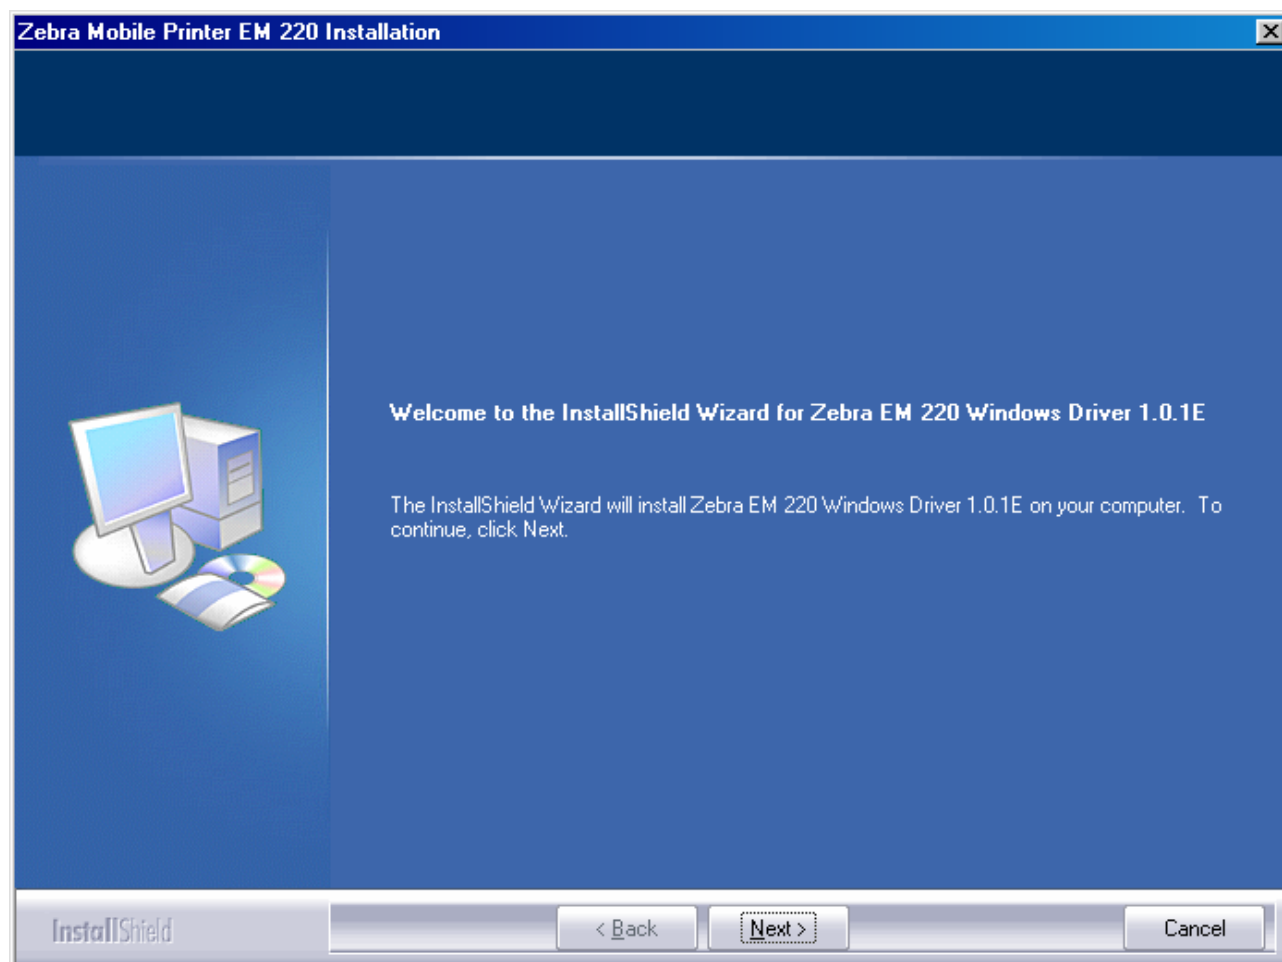 Zebra Mobile Printer EM 220 Installation
Welcome to the InstallShield Wizard for Zebra EM 220 Windows Driver 1.0.1E
The InstallShield Wizard will install Zebra EM 220 Windows Driver 1.0.1E on your computer.  To
continue, click Next.
InstallShield
< Back
Next >
Cancel